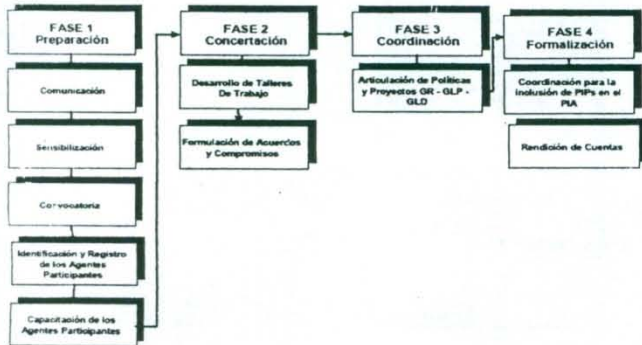 FASE 1
Preparación
Comunicación
Sensibilización
Convocatoria
Identificación y Registro
de los Agentes
Participantes
Capacitación de los
Agentes Participantes
FASE 2
Concertación
Desarrollo de Talleres
De Trabajo
Formulación de Acuerdos
y Compromisos
FASE 3
Coordinación
Articulación de Políticas
y Proyectos GR - GLP -
GLD
FASE 4
Formalización
Coordinación para la
inclusión de PIPs en el
PIA
Rendición de Cuentas